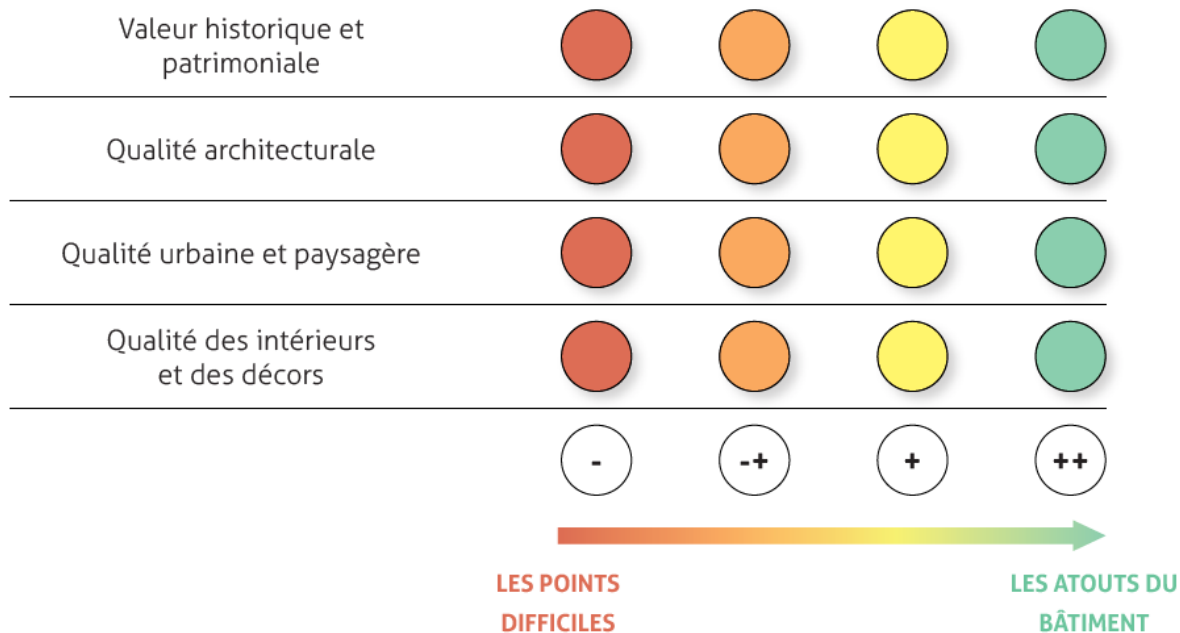 Valeur historique et
patrimoniale
Qualité architecturale
Qualité urbaine et paysagère
Qualité des intérieurs
et des décors
- -+ + ++
LES POINTS
DIFFICILES
LES ATOUTS DU
BÂTIMENT